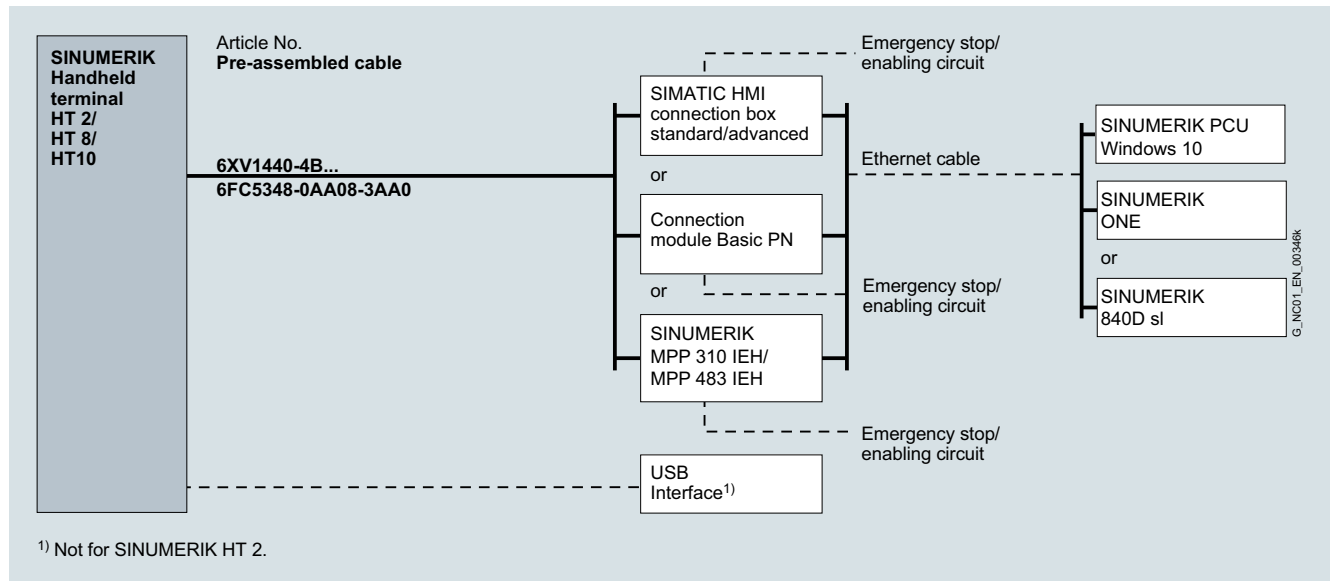 SINUMERIK
Handheld
terminal
HT 2/
HT 8/
HT10
Article No.
Pre-assembled cable
6XV1440-4B...
6FC5348-0AA08-3AA0
Emergency stop/
enabling circuit
SIMATIC HMI
connection box
standard/advanced
or
Connection
module Basic PN
or
Emergency stop/
enabling circuit
SINUMERIK
MPP 310 IEH/
MPP 483 IEH
Emergency stop/
enabling circuit
USB
Interface1)
Ethernet cable
SINUMERIK PCU
Windows 10
SINUMERIK
ONE
or
SINUMERIK
840D sl
G_NC01_EN_00346k
1) Not for SINUMERIK HT 2.